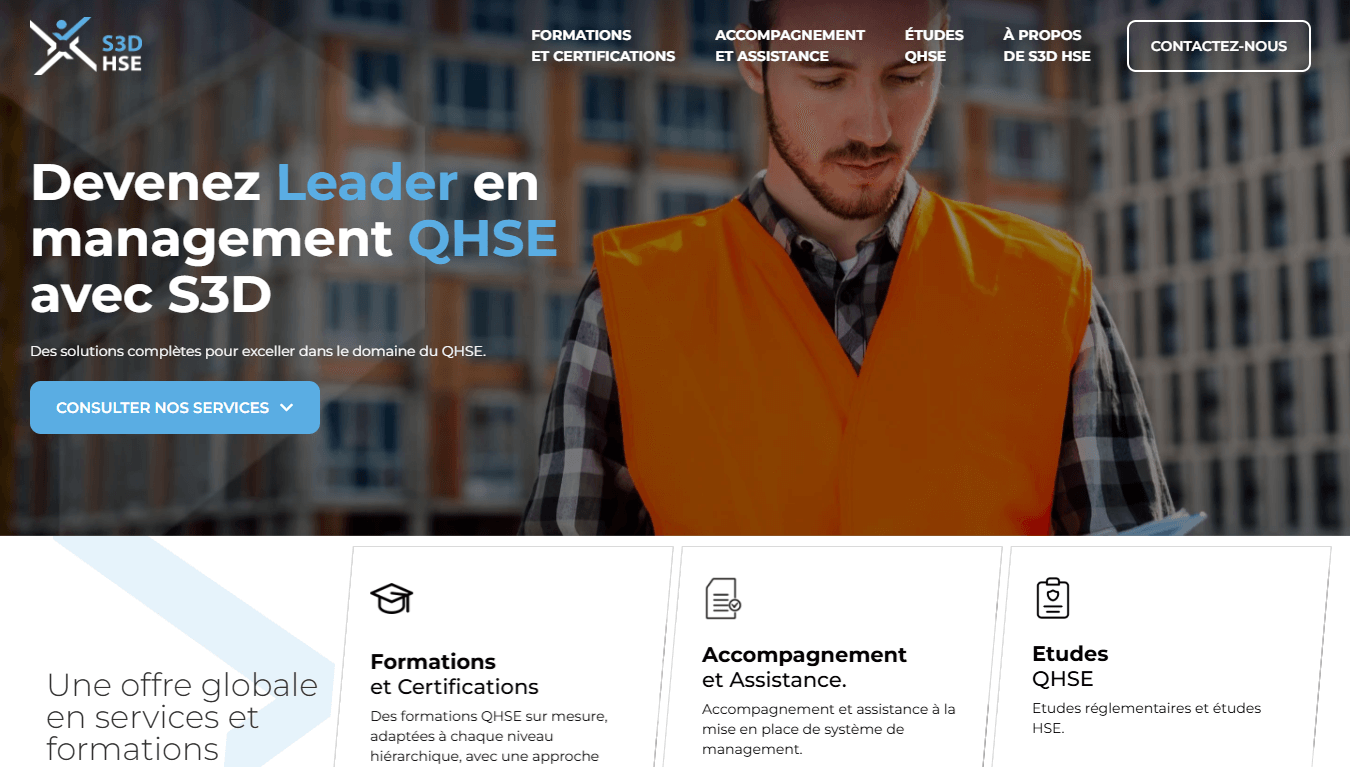 S3D
HSE
FORMATIONS
ET CERTIFICATIONS
ACCOMPAGNEMENT
ET ASSISTANCE
ÉTUDES
QHSE
À PROPOS
DE S3D HSE
CONTACTEZ-NOUS
Devenez Leader en
management QHSE
avec S3D
Des solutions complètes pour exceller dans le domaine du QHSE.
CONSULTER NOS SERVICES
Une offre globale
en services et
formations
Formations
et Certifications
Des formations QHSE sur mesure,
adaptées à chaque niveau
hiérarchique, avec une approche
Accompagnement
et Assistance.
Accompagnement et assistance à la
mise en place de système de
management.
Etudes
QHSE
Etudes réglementaires et études
HSE.